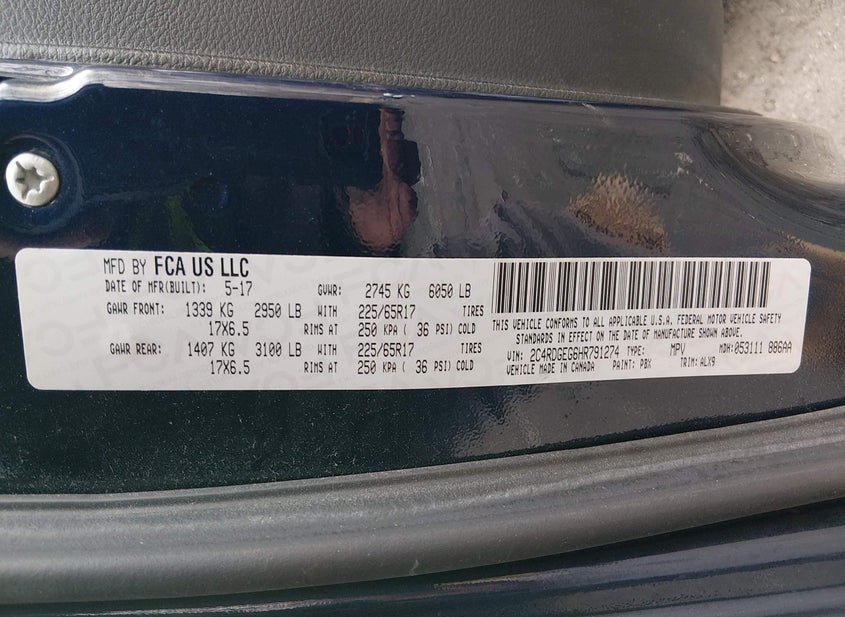 MFD BY FCA US LLC
DATE OF MFR(BUILT): 5-17 GVWR: 2745 KG 6050 LB
GAWR FRONT: 1339 KG 2950 LB WITH 225/65R17 TIRES
17X6.5 RIMS AT 250 KPA ( 36 PSI) COLD
GAWR REAR: 1407 KG 3100 LB WITH 225/65R17 TIRES
17X6.5 RIMS AT 250 KPA ( 36 PSI) COLD
THIS VEHICLE CONFORMS TO ALL APPLICABLE U.S.A. FEDERAL MOTOR VEHICLE SAFETY
STANDARDS IN EFFECT ON THE DATE OF MANUFACTURE SHOWN ABOVE.
VIN: 2C4RDGEG6HR791274 TYPE: MPV MDH: 053111 886AA
VEHICLE MADE IN CANADA PAINT: PBX TRIM: ALX9